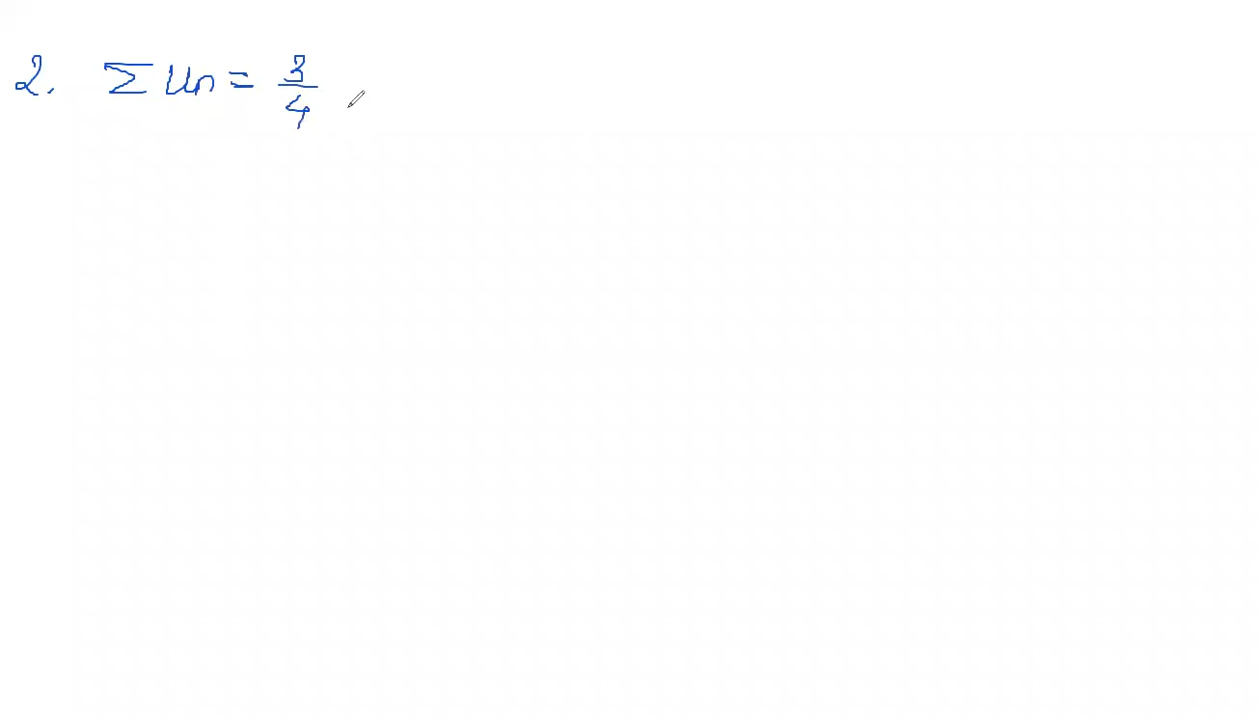 2. Σ Un = 3/4